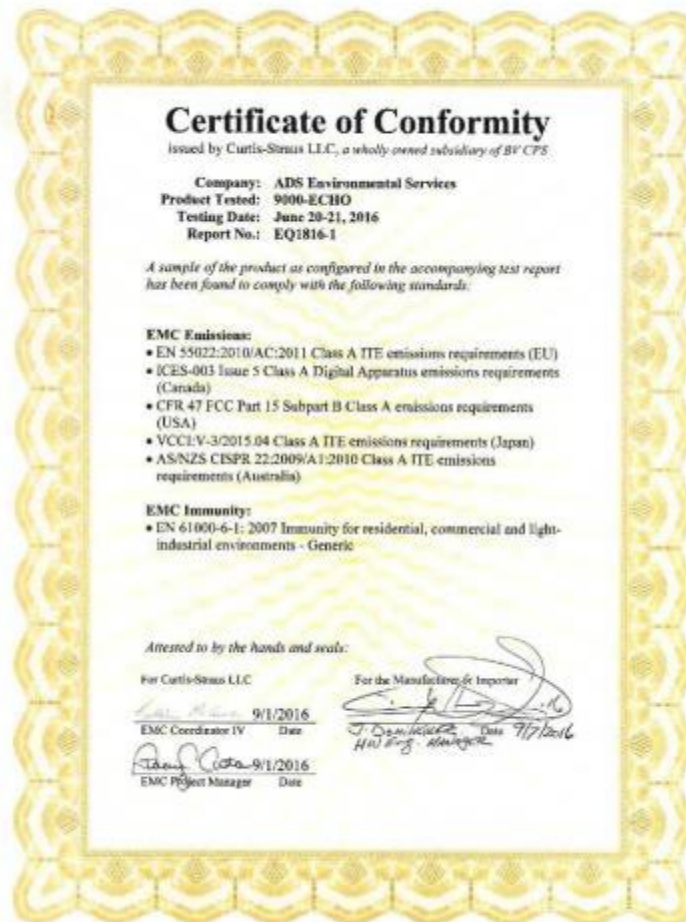 Certificate of Conformity
issued by Curtis-Straus LLC, a wholly owned subsidiary of BV CPS
Company: ADS Environmental Services
Product Tested: 9000-ECHO
Testing Date: June 20-21, 2016
Report No.: EQ1816-1
A sample of the product as configured in the accompanying test report
has been found to comply with the following standards:
EMC Emissions:
• EN 55022:2010/AC:2011 Class A ITE emissions requirements (EU)
• ICES-003 Issue 5 Class A Digital Apparatus emissions requirements
(Canada)
• CFR 47 FCC Part 15 Subpart B Class A emissions requirements
(USA)
• VCCI:V-3/2015.04 Class A ITE emissions requirements (Japan)
• AS/NZS CISPR 22:2009/A1:2010 Class A ITE emissions
requirements (Australia)
EMC Immunity:
• EN 61000-6-1: 2007 Immunity for residential, commercial and light-
industrial environments - Generic
Attested to by the hands and seals:
For Curtis-Straus LLC
9/1/2016
EMC Coordinator IV Date
9/1/2016
EMC Project Manager Date
For the Manufacturer or Importer
Date 9/7/2016
HW Eng. MANAGER